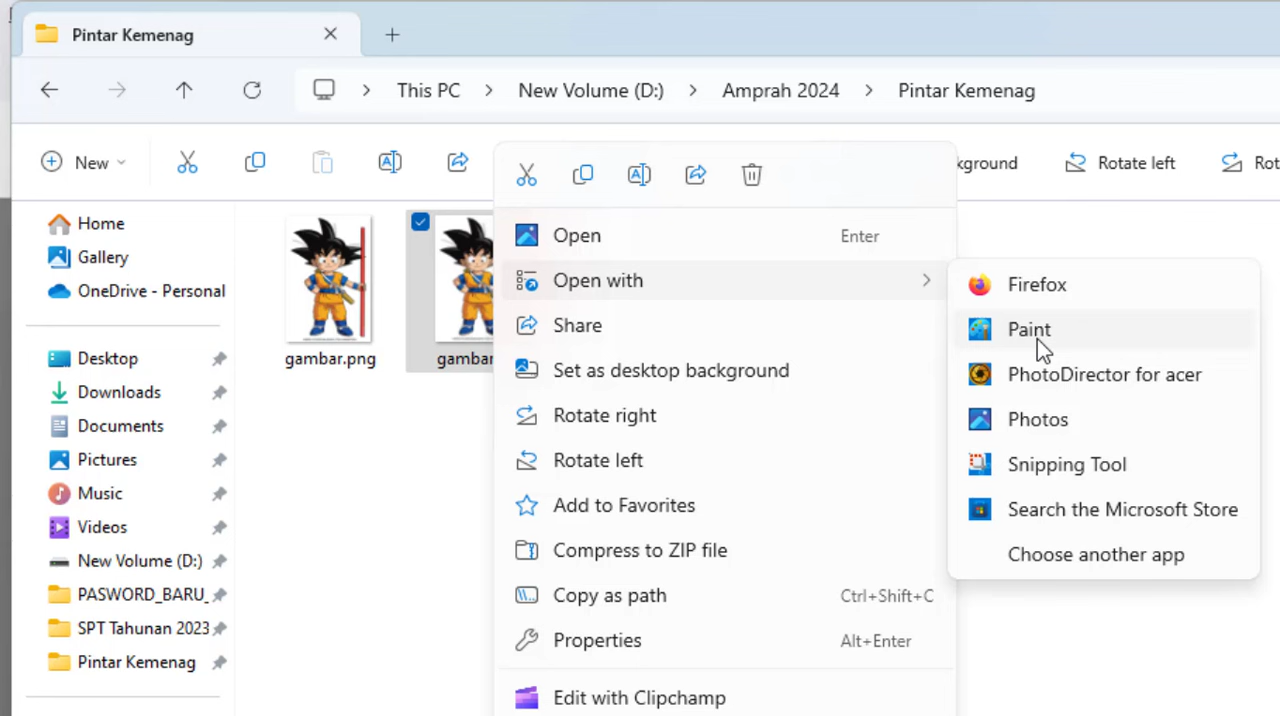 Pintar Kemenag
This PC > New Volume (D:) > Amprah 2024 > Pintar Kemenag
New
kground
Rotate left
Rot
Home
Gallery
OneDrive - Personal
Desktop
Downloads
Documents
Pictures
Music
Videos
New Volume (D:)
PASWORD_BARU_
SPT Tahunan 2023
Pintar Kemenag
gambar.png
gambar
Open Enter
Open with
Share
Set as desktop background
Rotate right
Rotate left
Add to Favorites
Compress to ZIP file
Copy as path Ctrl+Shift+C
Properties Alt+Enter
Edit with Clipchamp
Firefox
Paint
PhotoDirector for acer
Photos
Snipping Tool
Search the Microsoft Store
Choose another app